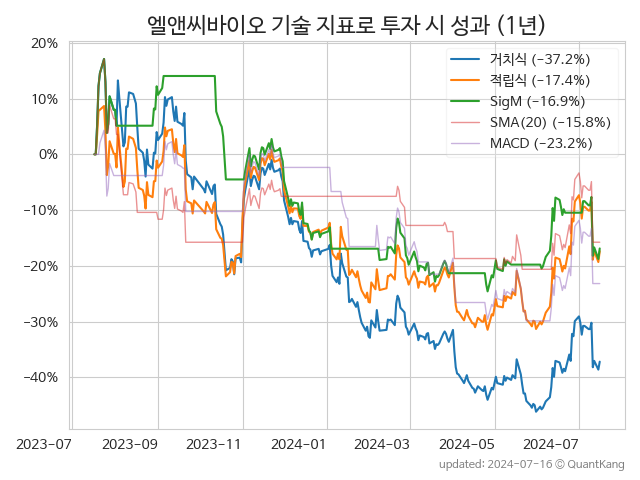 엘앤씨바이오 기술 지표로 투자 시 성과 (1년)
거치식 (−37.2%)
적립식 (−17.4%)
SigM (−16.9%)
SMA(20) (−15.8%)
MACD (−23.2%)
20%
10%
0%
−10%
−20%
−30%
−40%
2023-07 2023-09 2023-11 2024-01 2024-03 2024-05 2024-07
updated: 2024-07-16 © QuantKang